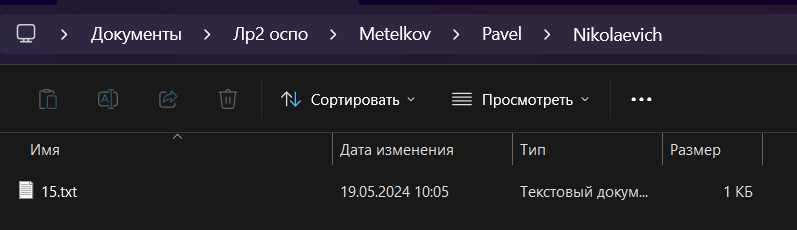 Документы > Лр2 оспо > Metelkov > Pavel > Nikolaevich
Сортировать Просмотреть •••
Имя Дата изменения Тип Размер
15.txt 19.05.2024 10:05 Текстовый докум... 1 КБ